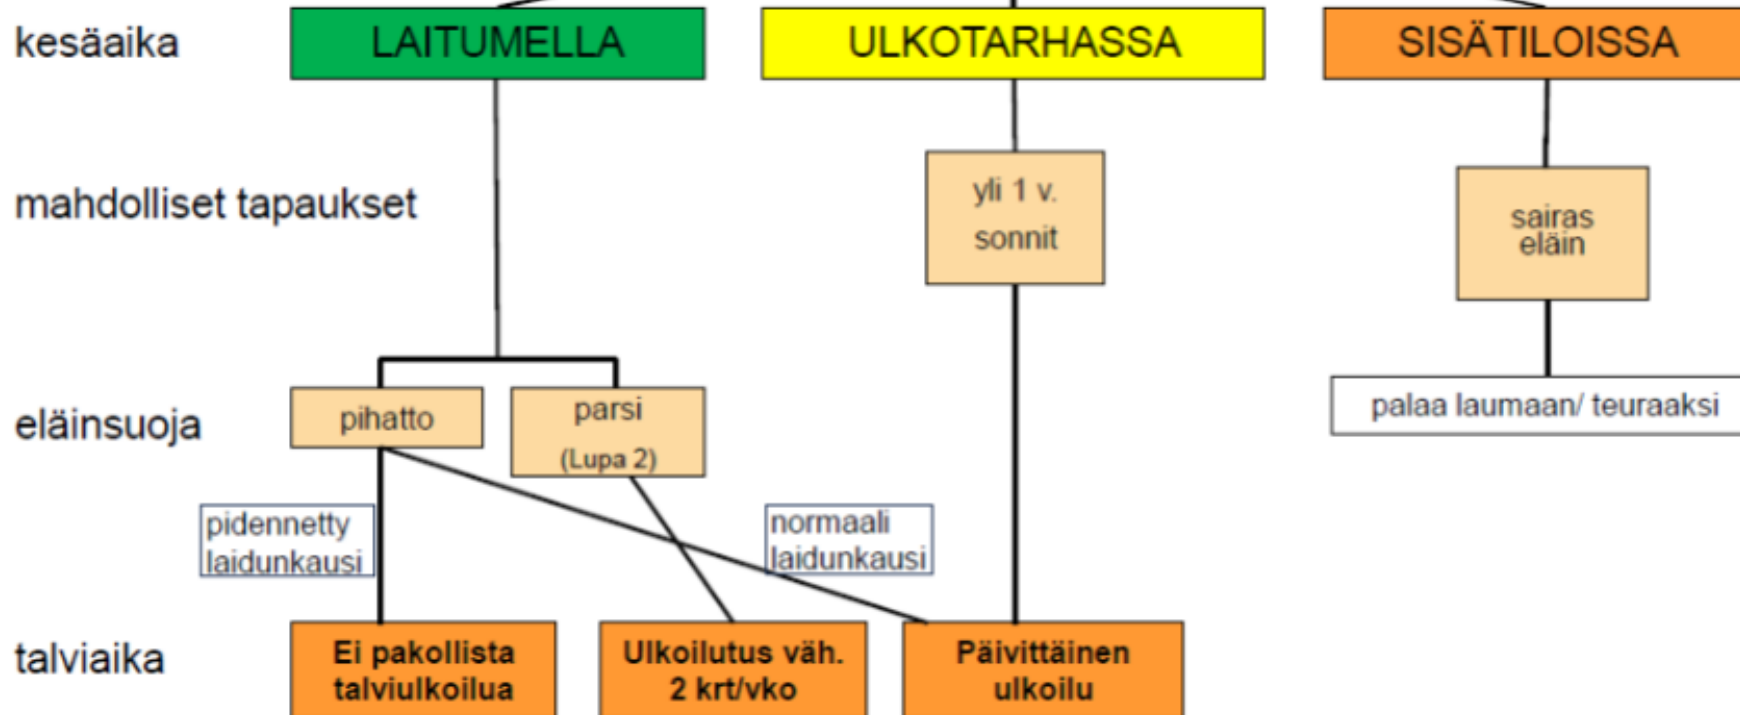 kesäaika
LAITUMELLA
ULKOTARHASSA
SISÄTILOISSA
mahdolliset tapaukset
yli 1 v.
sonnit
sairas
eläin
palaa laumaan/ teuraaksi
eläinsuoja
pihatto
parsi
(Lupa 2)
pidennetty
laidunkausi
normaali
laidunkausi
talviaika
Ei pakollista
talviulkoilua
Ulkoilutus väh.
2 krt/vko
Päivittäinen
ulkoilu